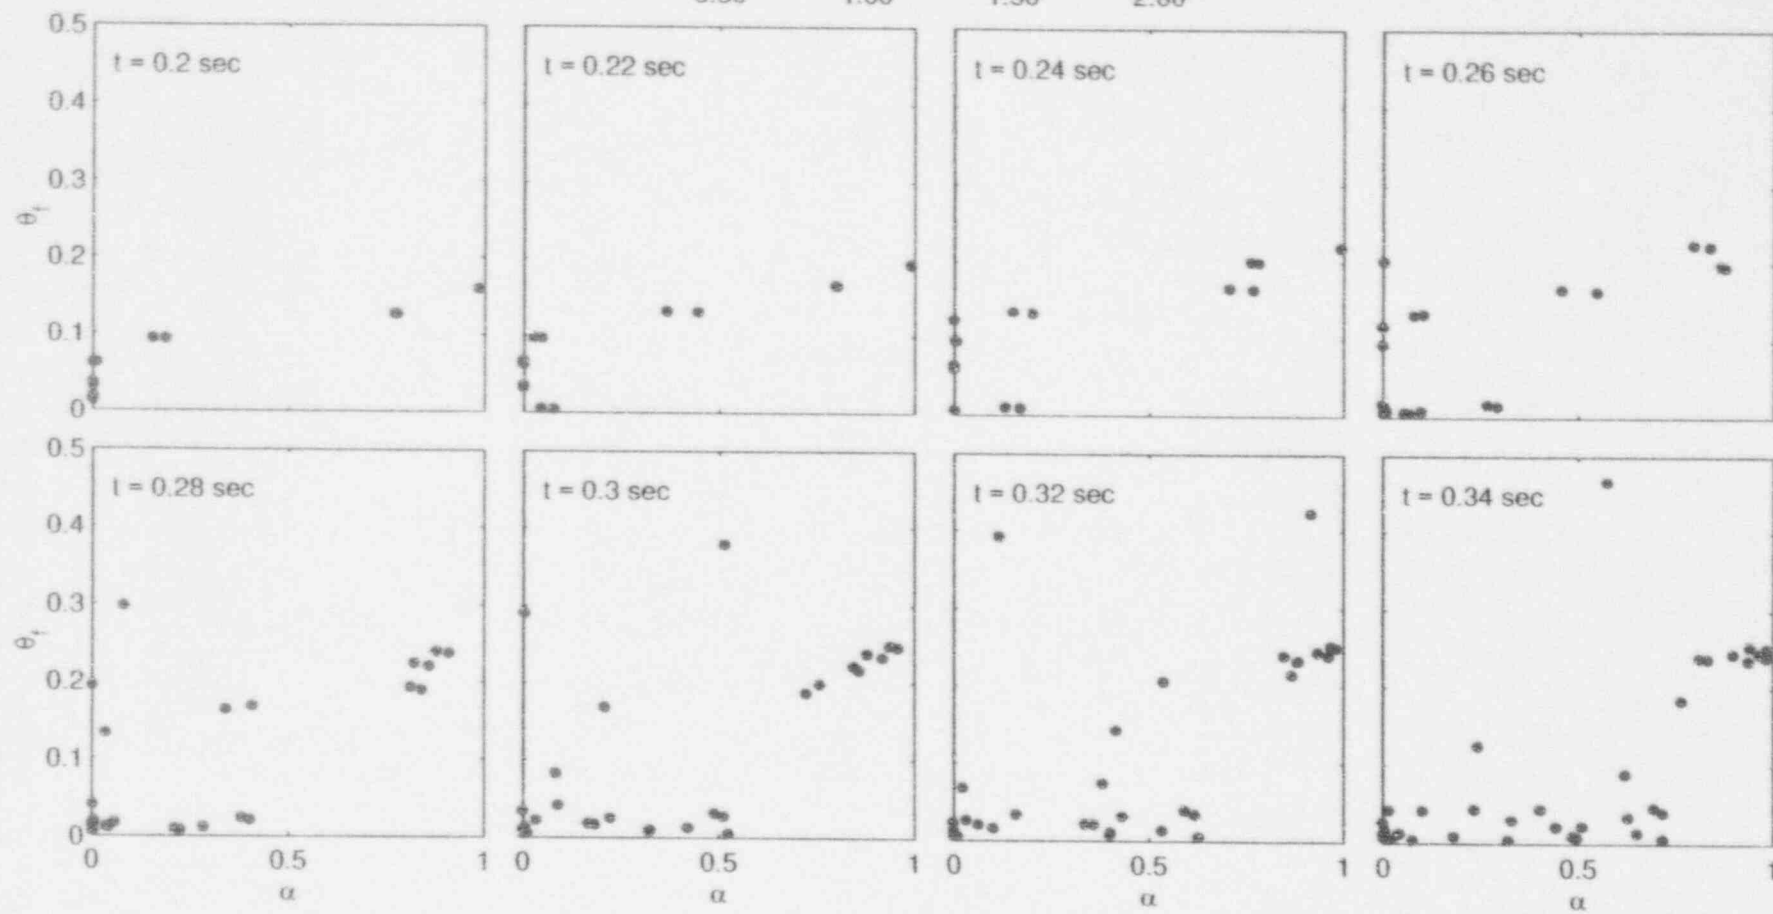 t = 0.2 sec
t = 0.22 sec
t = 0.24 sec
t = 0.26 sec
0.5
0.4
0.3
0.2
0.1
0
θf
t = 0.28 sec
t = 0.3 sec
t = 0.32 sec
t = 0.34 sec
0.5
0.4
0.3
0.2
0.1
0
θf
0 0.5 1
0 0.5 1
0 0.5 1
0 0.5 1
α α α α